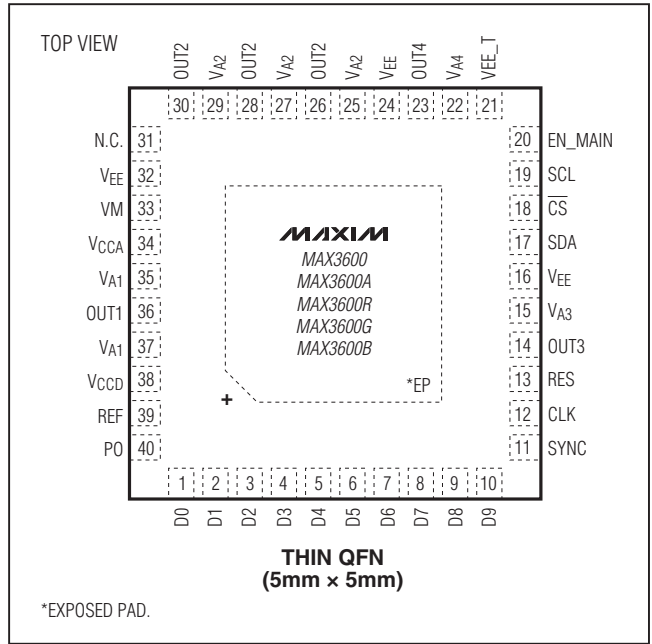 TOP VIEW
OUT2 VA2 OUT2 VA2 OUT2 VA2 VEE OUT4 VA4 VEE_T
30 29 28 27 26 25 24 23 22 21
N.C. 31
VEE 32
VM 33
VCCA 34
VA1 35
OUT1 36
VA1 37
VCCD 38
REF 39
PO 40
MAXIM
MAX3600
MAX3600A
MAX3600R
MAX3600G
MAX3600B
*EP
+
20 EN_MAIN
19 SCL
18 C̅S̅
17 SDA
16 VEE
15 VA3
14 OUT3
13 RES
12 CLK
11 SYNC
1 2 3 4 5 6 7 8 9 10
D0 D1 D2 D3 D4 D5 D6 D7 D8 D9
THIN QFN
(5mm × 5mm)
*EXPOSED PAD.